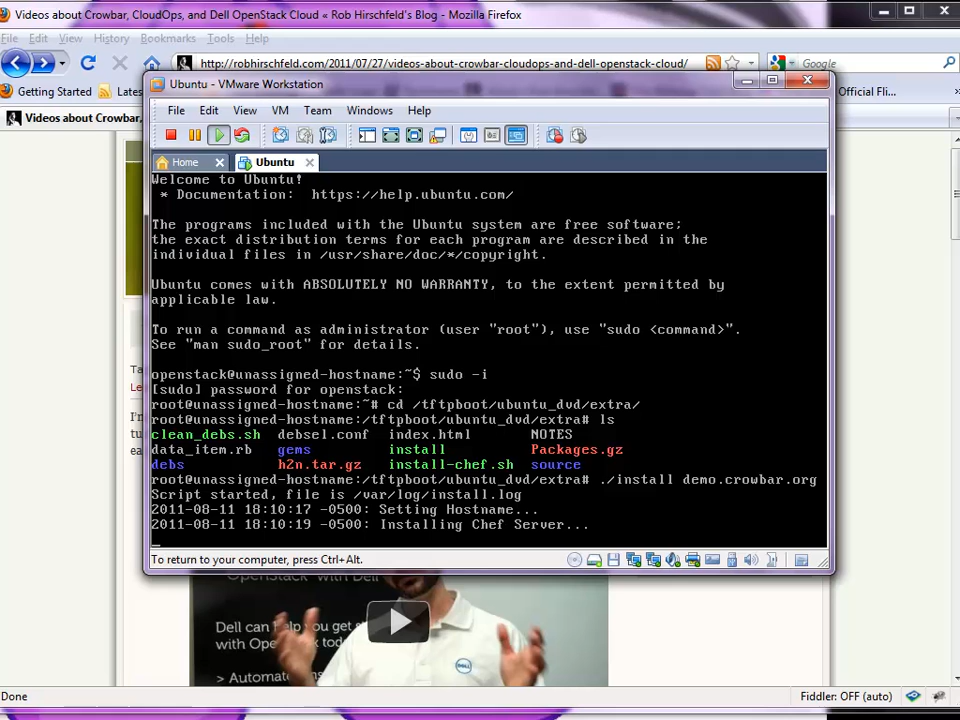 Videos about Crowbar, CloudOps, and Dell OpenStack Cloud « Rob Hirschfeld's Blog - Mozilla Firefox
File Edit View History Bookmarks Tools Help
http://robhirschfeld.com/2011/07/27/videos-about-crowbar-cloudops-and-dell-openstack-cloud/
Google
Getting Started
Official Fli...
Videos about Crowbar,
Ubuntu - VMware Workstation
File Edit View VM Team Windows Help
Home
Ubuntu
Welcome to Ubuntu!
* Documentation: https://help.ubuntu.com/
The programs included with the Ubuntu system are free software;
the exact distribution terms for each program are described in the
individual files in /usr/share/doc/*/copyright.
Ubuntu comes with ABSOLUTELY NO WARRANTY, to the extent permitted by
applicable law.
To run a command as administrator (user "root"), use "sudo <command>".
See "man sudo_root" for details.
openstack@unassigned-hostname:~$ sudo -i
[sudo] password for openstack:
root@unassigned-hostname:~# cd /tftpboot/ubuntu_dvd/extra/
root@unassigned-hostname:/tftpboot/ubuntu_dvd/extra# ls
clean_debs.sh debsel.conf index.html NOTES
data_item.rb gems install Packages.gz
debs h2n.tar.gz install-chef.sh source
root@unassigned-hostname:/tftpboot/ubuntu_dvd/extra# ./install demo.crowbar.org
Script started, file is /var/log/install.log
2011-08-11 18:10:17 -0500: Setting Hostname...
2011-08-11 18:10:19 -0500: Installing Chef Server...
To return to your computer, press Ctrl+Alt.
OpenStack with Dell
Dell can help you get
with OpenStack
> Automate
DELL
Done
Fiddler: OFF (auto)